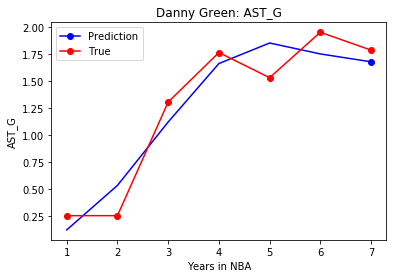 Danny Green: AST_G
Prediction
True
AST_G
2.00
1.75
1.50
1.25
1.00
0.75
0.50
0.25
1 2 3 4 5 6 7
Years in NBA